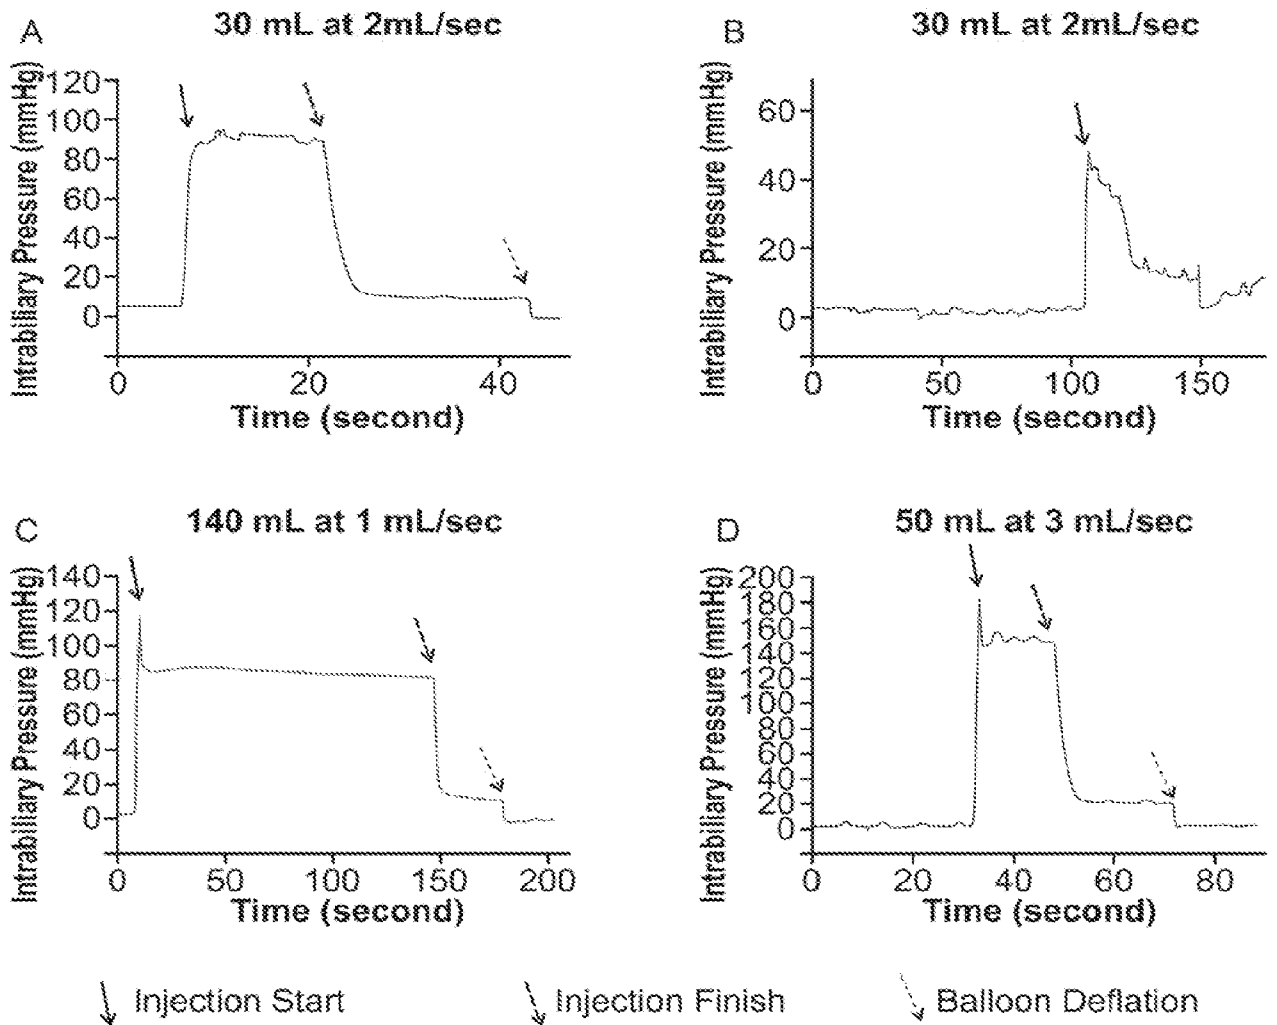 A
30 mL at 2mL/sec
Intrabiliary Pressure (mmHg)
120
100
80
60
40
20
0
0 20 40
Time (second)
B
30 mL at 2mL/sec
Intrabiliary Pressure (mmHg)
60
40
20
0
0 50 100 150
Time (second)
C
140 mL at 1 mL/sec
Intrabiliary Pressure (mmHg)
140
120
100
80
60
40
20
0
0 50 100 150 200
Time (second)
D
50 mL at 3 mL/sec
Intrabiliary Pressure (mmHg)
200
180
160
140
120
100
80
60
40
20
0
0 20 40 60 80
Time (second)
Injection Start Injection Finish Balloon Deflation